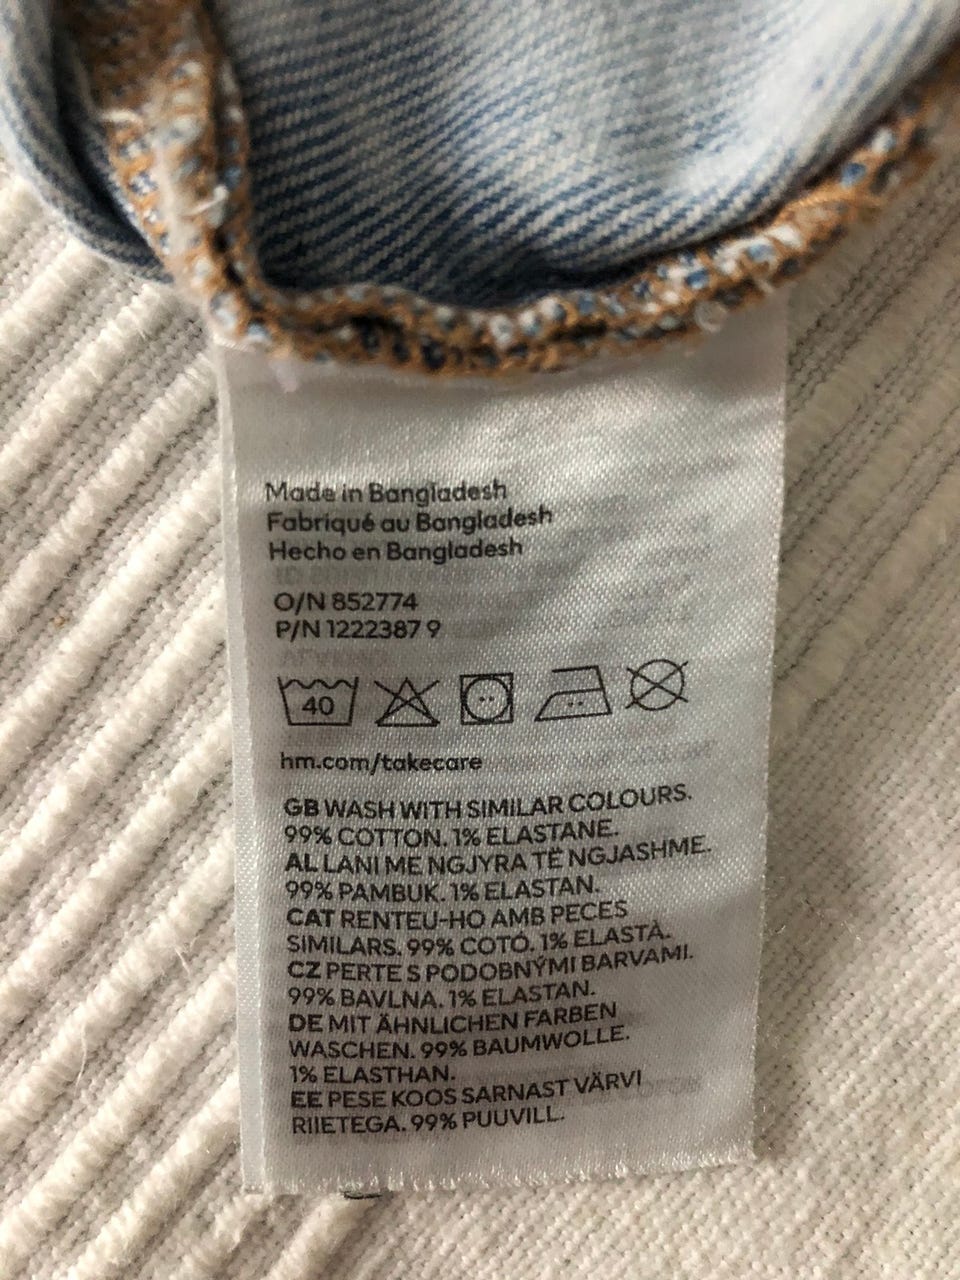 Made in Bangladesh
Fabriqué au Bangladesh
Hecho en Bangladesh
O/N 852774
P/N 1222387 9
40
hm.com/takecare
GB WASH WITH SIMILAR COLOURS.
99% COTTON. 1% ELASTANE.
AL LANI ME NGJYRA TË NGJASHME.
99% PAMBUK. 1% ELASTAN.
CAT RENTEU-HO AMB PECES
SIMILARS. 99% COTÓ. 1% ELASTÀ.
CZ PERTE S PODOBNÝMI BARVAMI.
99% BAVLNA. 1% ELASTAN.
DE MIT ÄHNLICHEN FARBEN
WASCHEN. 99% BAUMWOLLE.
1% ELASTHAN.
EE PESE KOOS SARNAST VÄRVI
RIIETEGA. 99% PUUVILL.